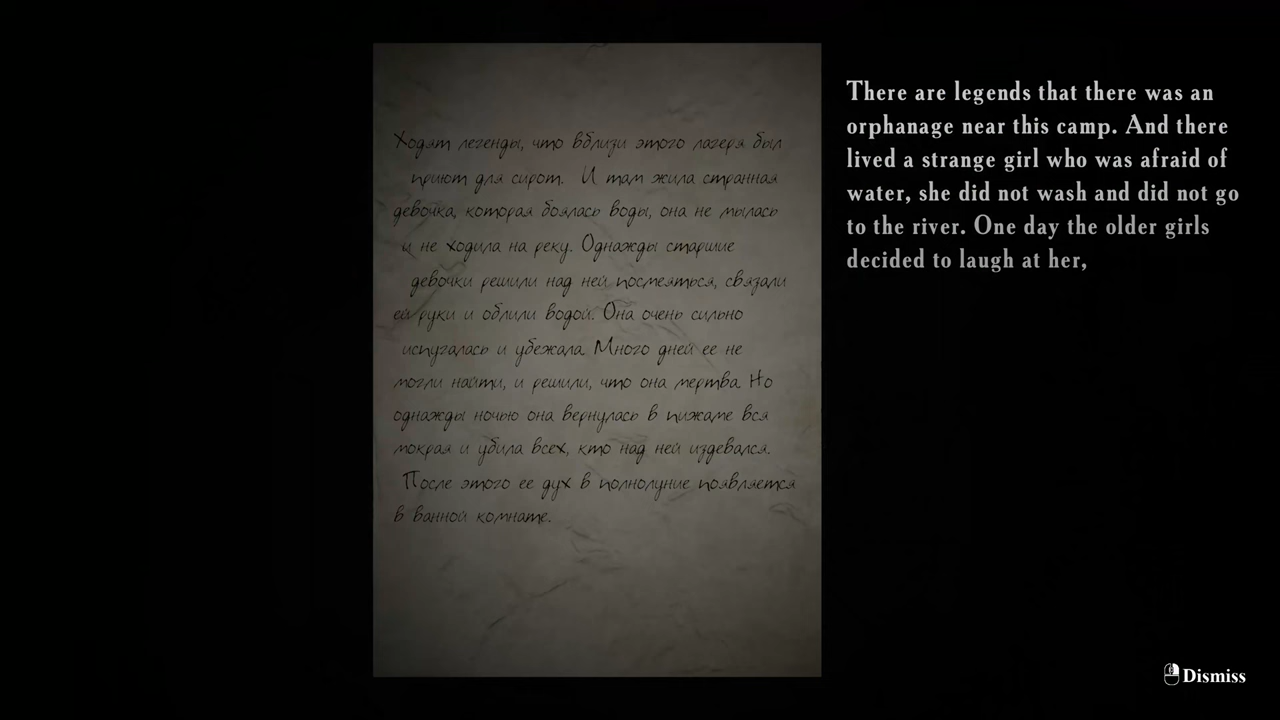 Ходят легенды, что вблизи этого лагеря был
приют для сирот. И там жила странная
девочка, которая боялась воды, она не мылась
и не ходила на реку. Однажды старшие
девочки решили над ней посмеяться, связали
ей руки и облили водой. Она очень сильно
испугалась и убежала. Много дней ее не
могли найти, и решили, что она мертва. Но
однажды ночью она вернулась в пижаме вся
мокрая и убила всех, кто над ней издевался.
После этого ее дух в полнолуние появляется
в ванной комнате.
There are legends that there was an
orphanage near this camp. And there
lived a strange girl who was afraid of
water, she did not wash and did not go
to the river. One day the older girls
decided to laugh at her,
Dismiss